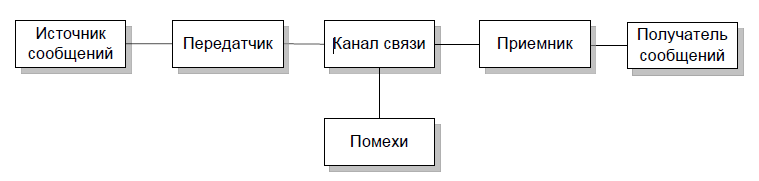 Источник
сообщений
Передатчик
Канал связи
Приемник
Получатель
сообщений
Помехи